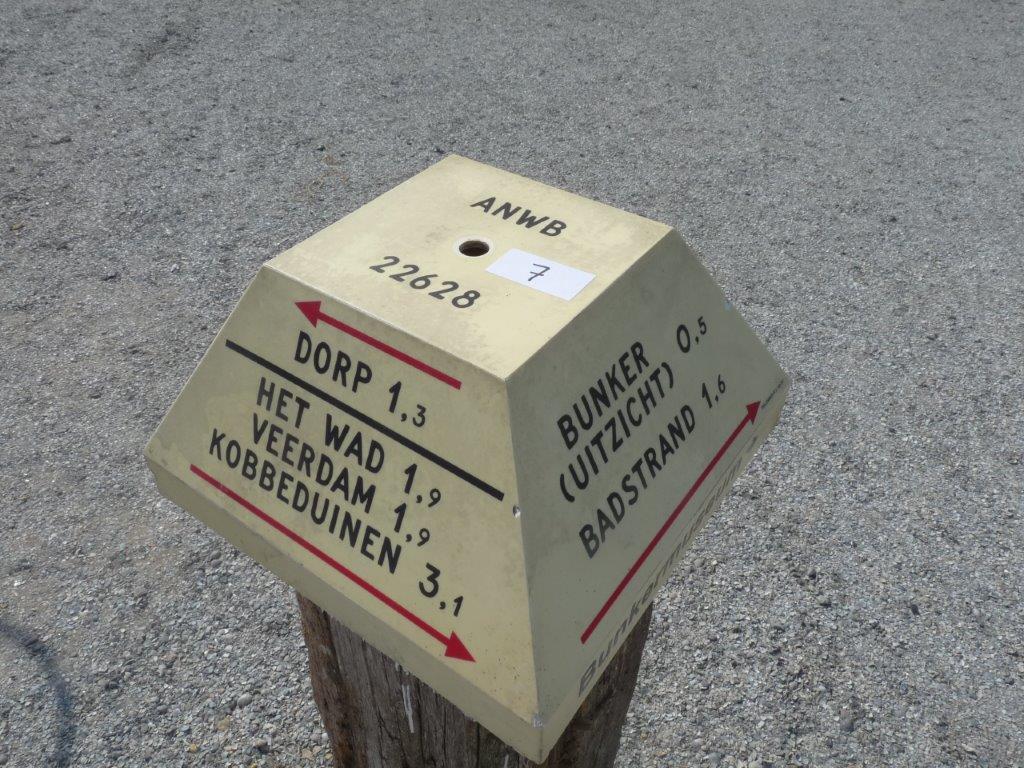 ANWB
7
22628
DORP 1,3
HET WAD 1,9
VEERDAM 1,9
KOBBEDUINEN 3,1
BUNKER
(UITZICHT) 0,5
BADSTRAND 1,6
Bunkermuseum